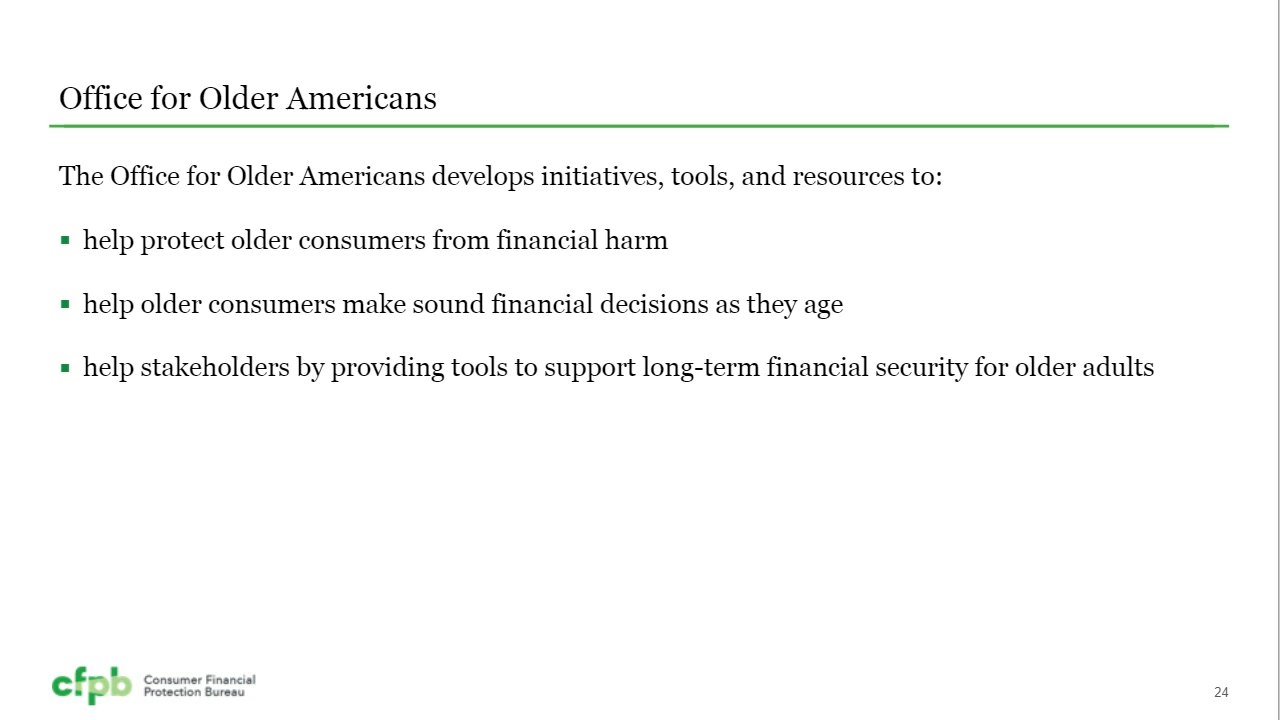 Office for Older Americans
The Office for Older Americans develops initiatives, tools, and resources to:
▪ help protect older consumers from financial harm
▪ help older consumers make sound financial decisions as they age
▪ help stakeholders by providing tools to support long-term financial security for older adults
cfpb Consumer Financial
Protection Bureau
24